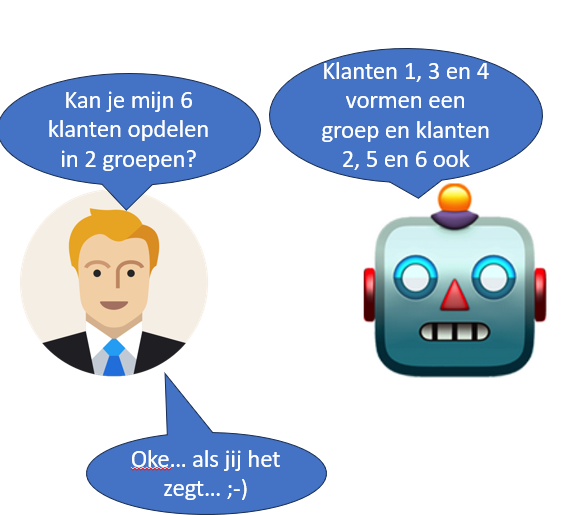 Kan je mijn 6
klanten opdelen
in 2 groepen?
Klanten 1, 3 en 4
vormen een
groep en klanten
2, 5 en 6 ook
Oke... als jij het
zegt... ;-)